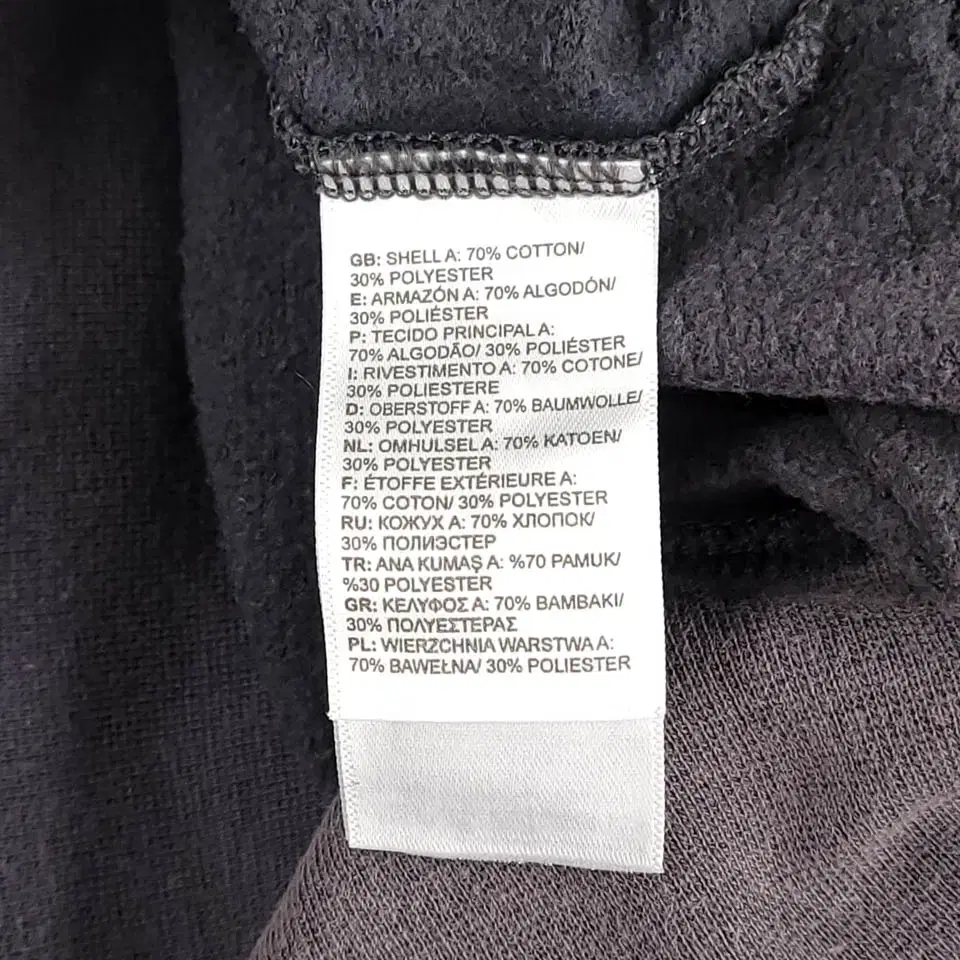 GB: SHELL A: 70% COTTON/
30% POLYESTER
E: ARMAZÓN A: 70% ALGODÓN/
30% POLIÉSTER
P: TECIDO PRINCIPAL A:
70% ALGODÃO/ 30% POLIÉSTER
I: RIVESTIMENTO A: 70% COTONE/
30% POLIESTERE
D: OBERSTOFF A: 70% BAUMWOLLE/
30% POLYESTER
NL: OMHULSEL A: 70% KATOEN/
30% POLYESTER
F: ÉTOFFE EXTÉRIEURE A:
70% COTON/ 30% POLYESTER
RU: КОЖУХ A: 70% ХЛОПОК/
30% ПОЛИЭСТЕР
TR: ANA KUMAŞ A: %70 PAMUK/
%30 POLYESTER
GR: ΚΕΛΥΦΟΣ A: 70% ΒΑΜΒΑΚΙ/
30% ΠΟΛΥΕΣΤΕΡΑΣ
PL: WIERZCHNIA WARSTWA A:
70% BAWEŁNA/ 30% POLIESTER